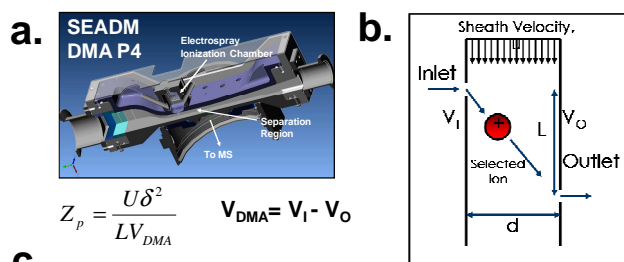 a.
SEADM
DMA P4
Electrospray
Ionization Chamber
Separation
Region
To MS
Z_p = Uδ² / LV_DMA
V_DMA = V_I - V_O
b.
Sheath Velocity,
U
Inlet
V_I
+
L
V_O
Selected
Ion
Outlet
d